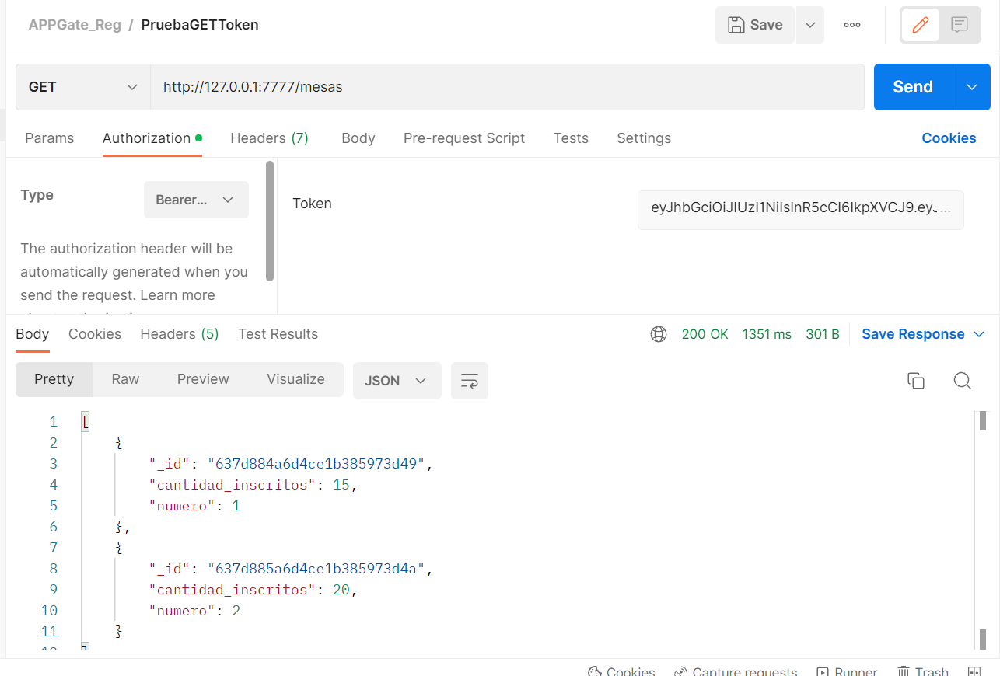 APPGate_Reg / PruebaGETToken
Save
GET
http://127.0.0.1:7777/mesas
Send
Params
Authorization
Headers (7)
Body
Pre-request Script
Tests
Settings
Cookies
Type
Bearer...
The authorization header will be
automatically generated when you
send the request. Learn more
Token
eyJhbGciOiJIUzI1NiIsInR5cCI6IkpXVCJ9.eyJ...
Body
Cookies
Headers (5)
Test Results
200 OK
1351 ms
301 B
Save Response
Pretty
Raw
Preview
Visualize
JSON
1 [
2 {
3 "_id": "637d884a6d4ce1b385973d49",
4 "cantidad_inscritos": 15,
5 "numero": 1
6 },
7 {
8 "_id": "637d885a6d4ce1b385973d4a",
9 "cantidad_inscritos": 20,
10 "numero": 2
11 }
12 ]
Cookies
Capture requests
Runner
Trash